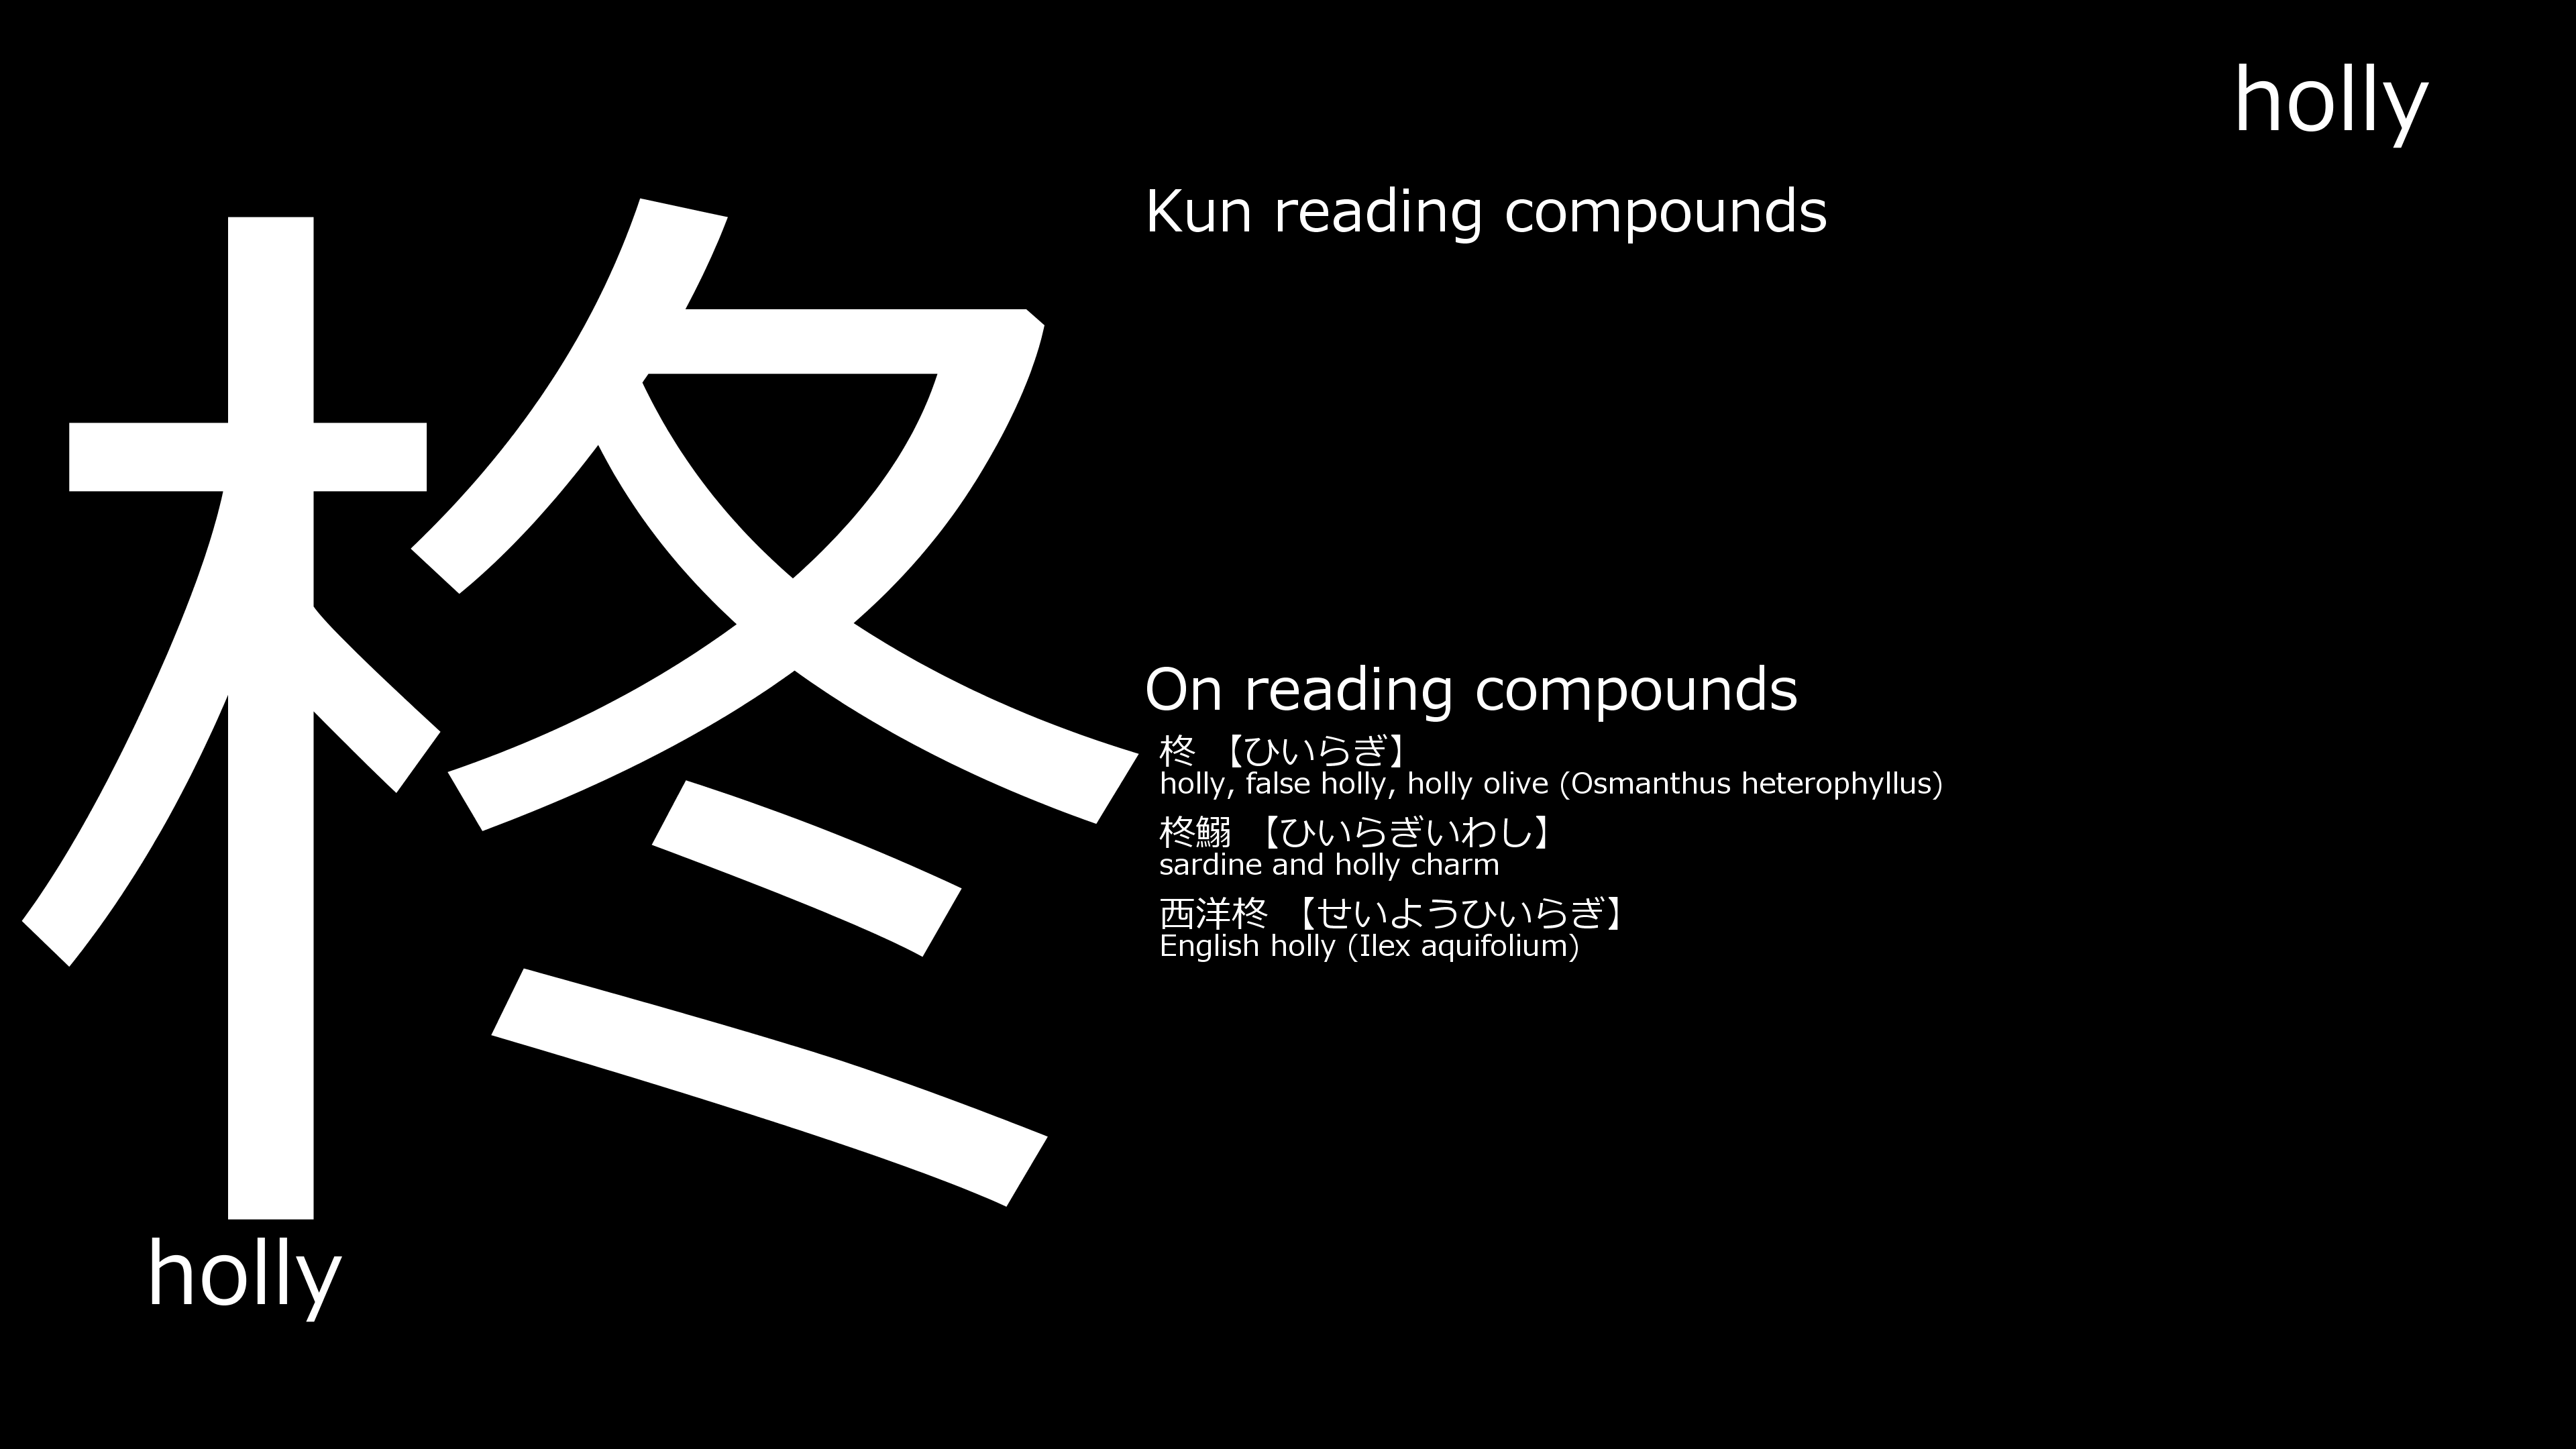 holly
柊
Kun reading compounds
On reading compounds
柊 【ひいらぎ】
holly, false holly, holly olive (Osmanthus heterophyllus)
柊鰯 【ひいらぎいわし】
sardine and holly charm
西洋柊 【せいようひいらぎ】
English holly (Ilex aquifolium)
holly